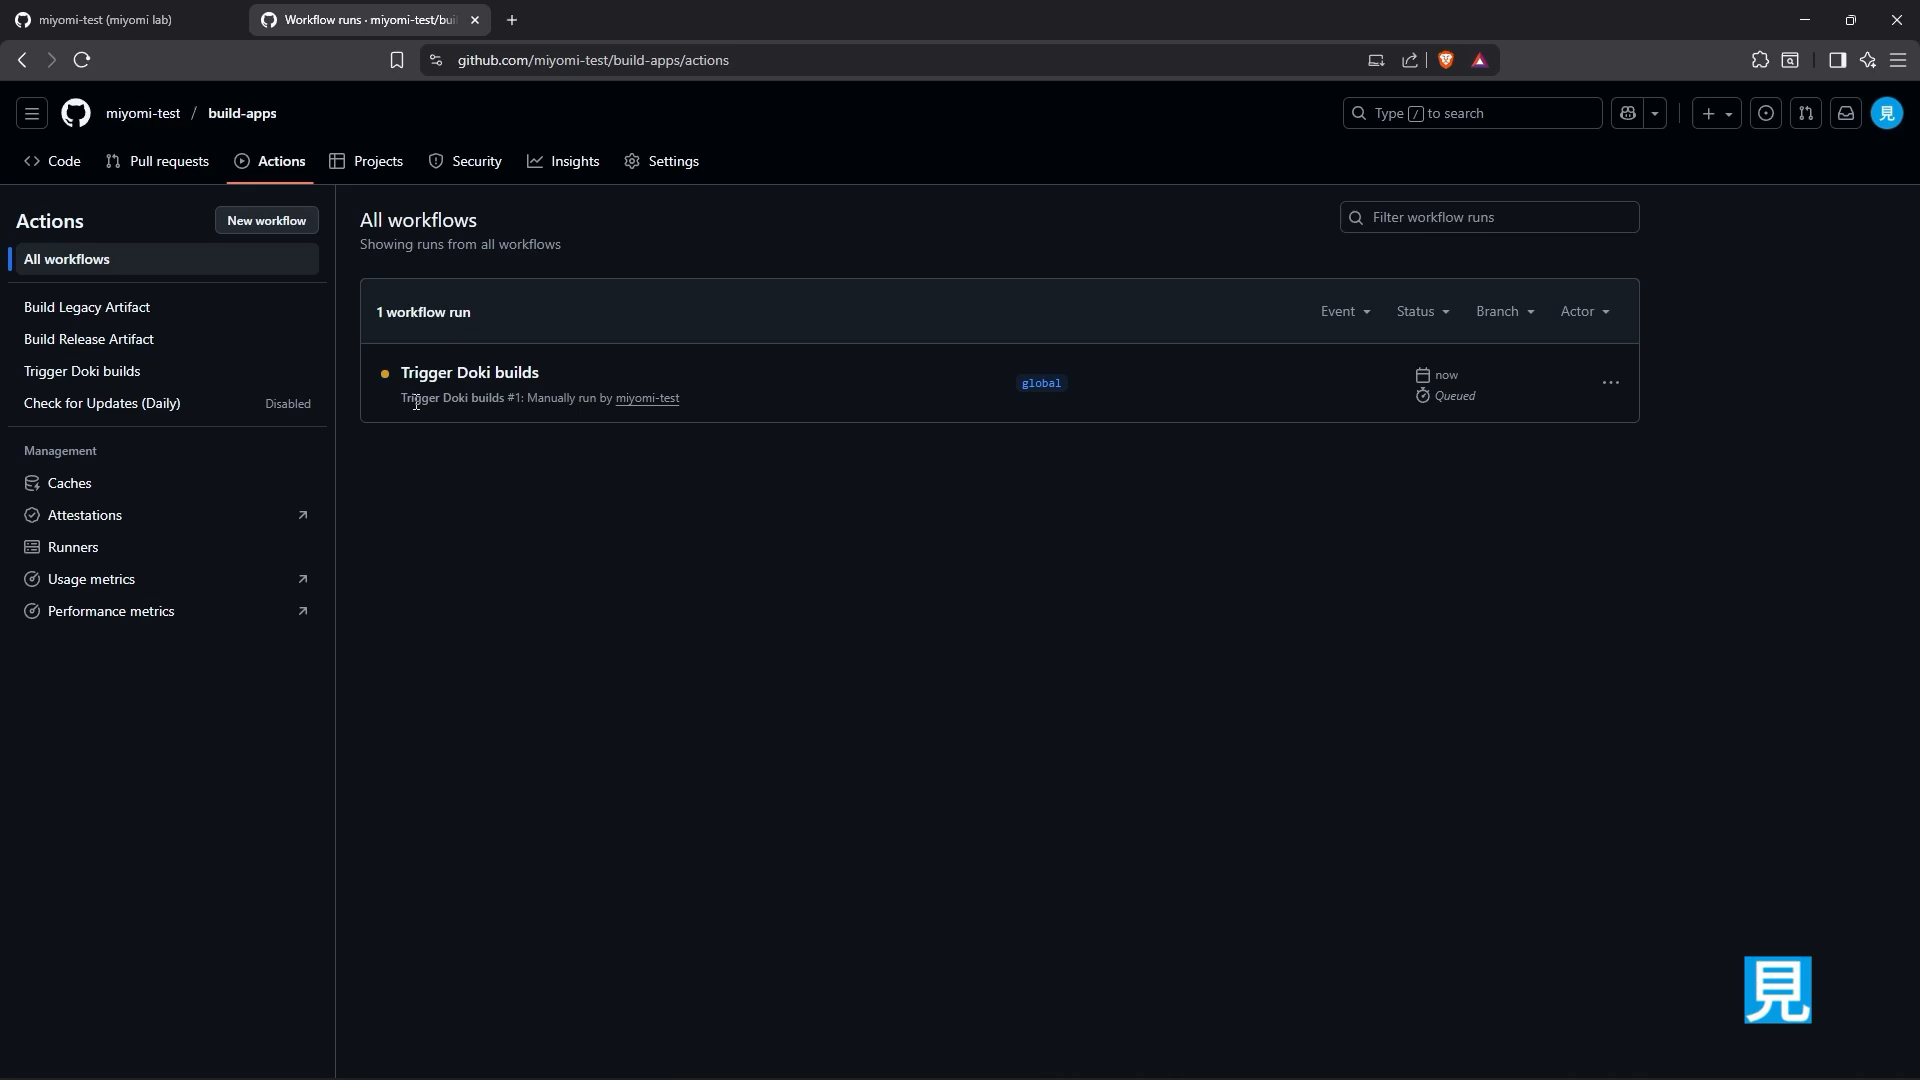 miyomi-test (miyomi lab)
Workflow runs · miyomi-test/bui
github.com/miyomi-test/build-apps/actions
miyomi-test / build-apps
Type / to search
見
Code
Pull requests
Actions
Projects
Security
Insights
Settings
Actions
New workflow
All workflows
Build Legacy Artifact
Build Release Artifact
Trigger Doki builds
Check for Updates (Daily)
Disabled
Management
Caches
Attestations
Runners
Usage metrics
Performance metrics
All workflows
Showing runs from all workflows
Filter workflow runs
1 workflow run
Event
Status
Branch
Actor
Trigger Doki builds
Trigger Doki builds #1: Manually run by miyomi-test
global
now
Queued
見